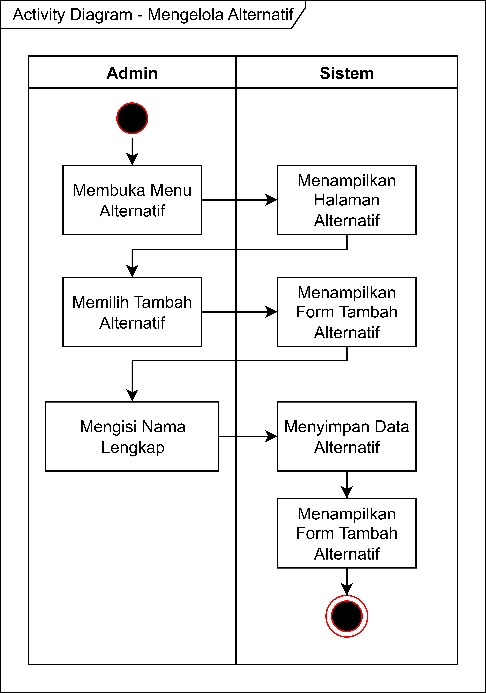 Activity Diagram - Mengelola Alternatif
Admin
Sistem
Membuka Menu
Alternatif
Menampilkan
Halaman
Alternatif
Memilih Tambah
Alternatif
Menampilkan
Form Tambah
Alternatif
Mengisi Nama
Lengkap
Menyimpan Data
Alternatif
Menampilkan
Form Tambah
Alternatif